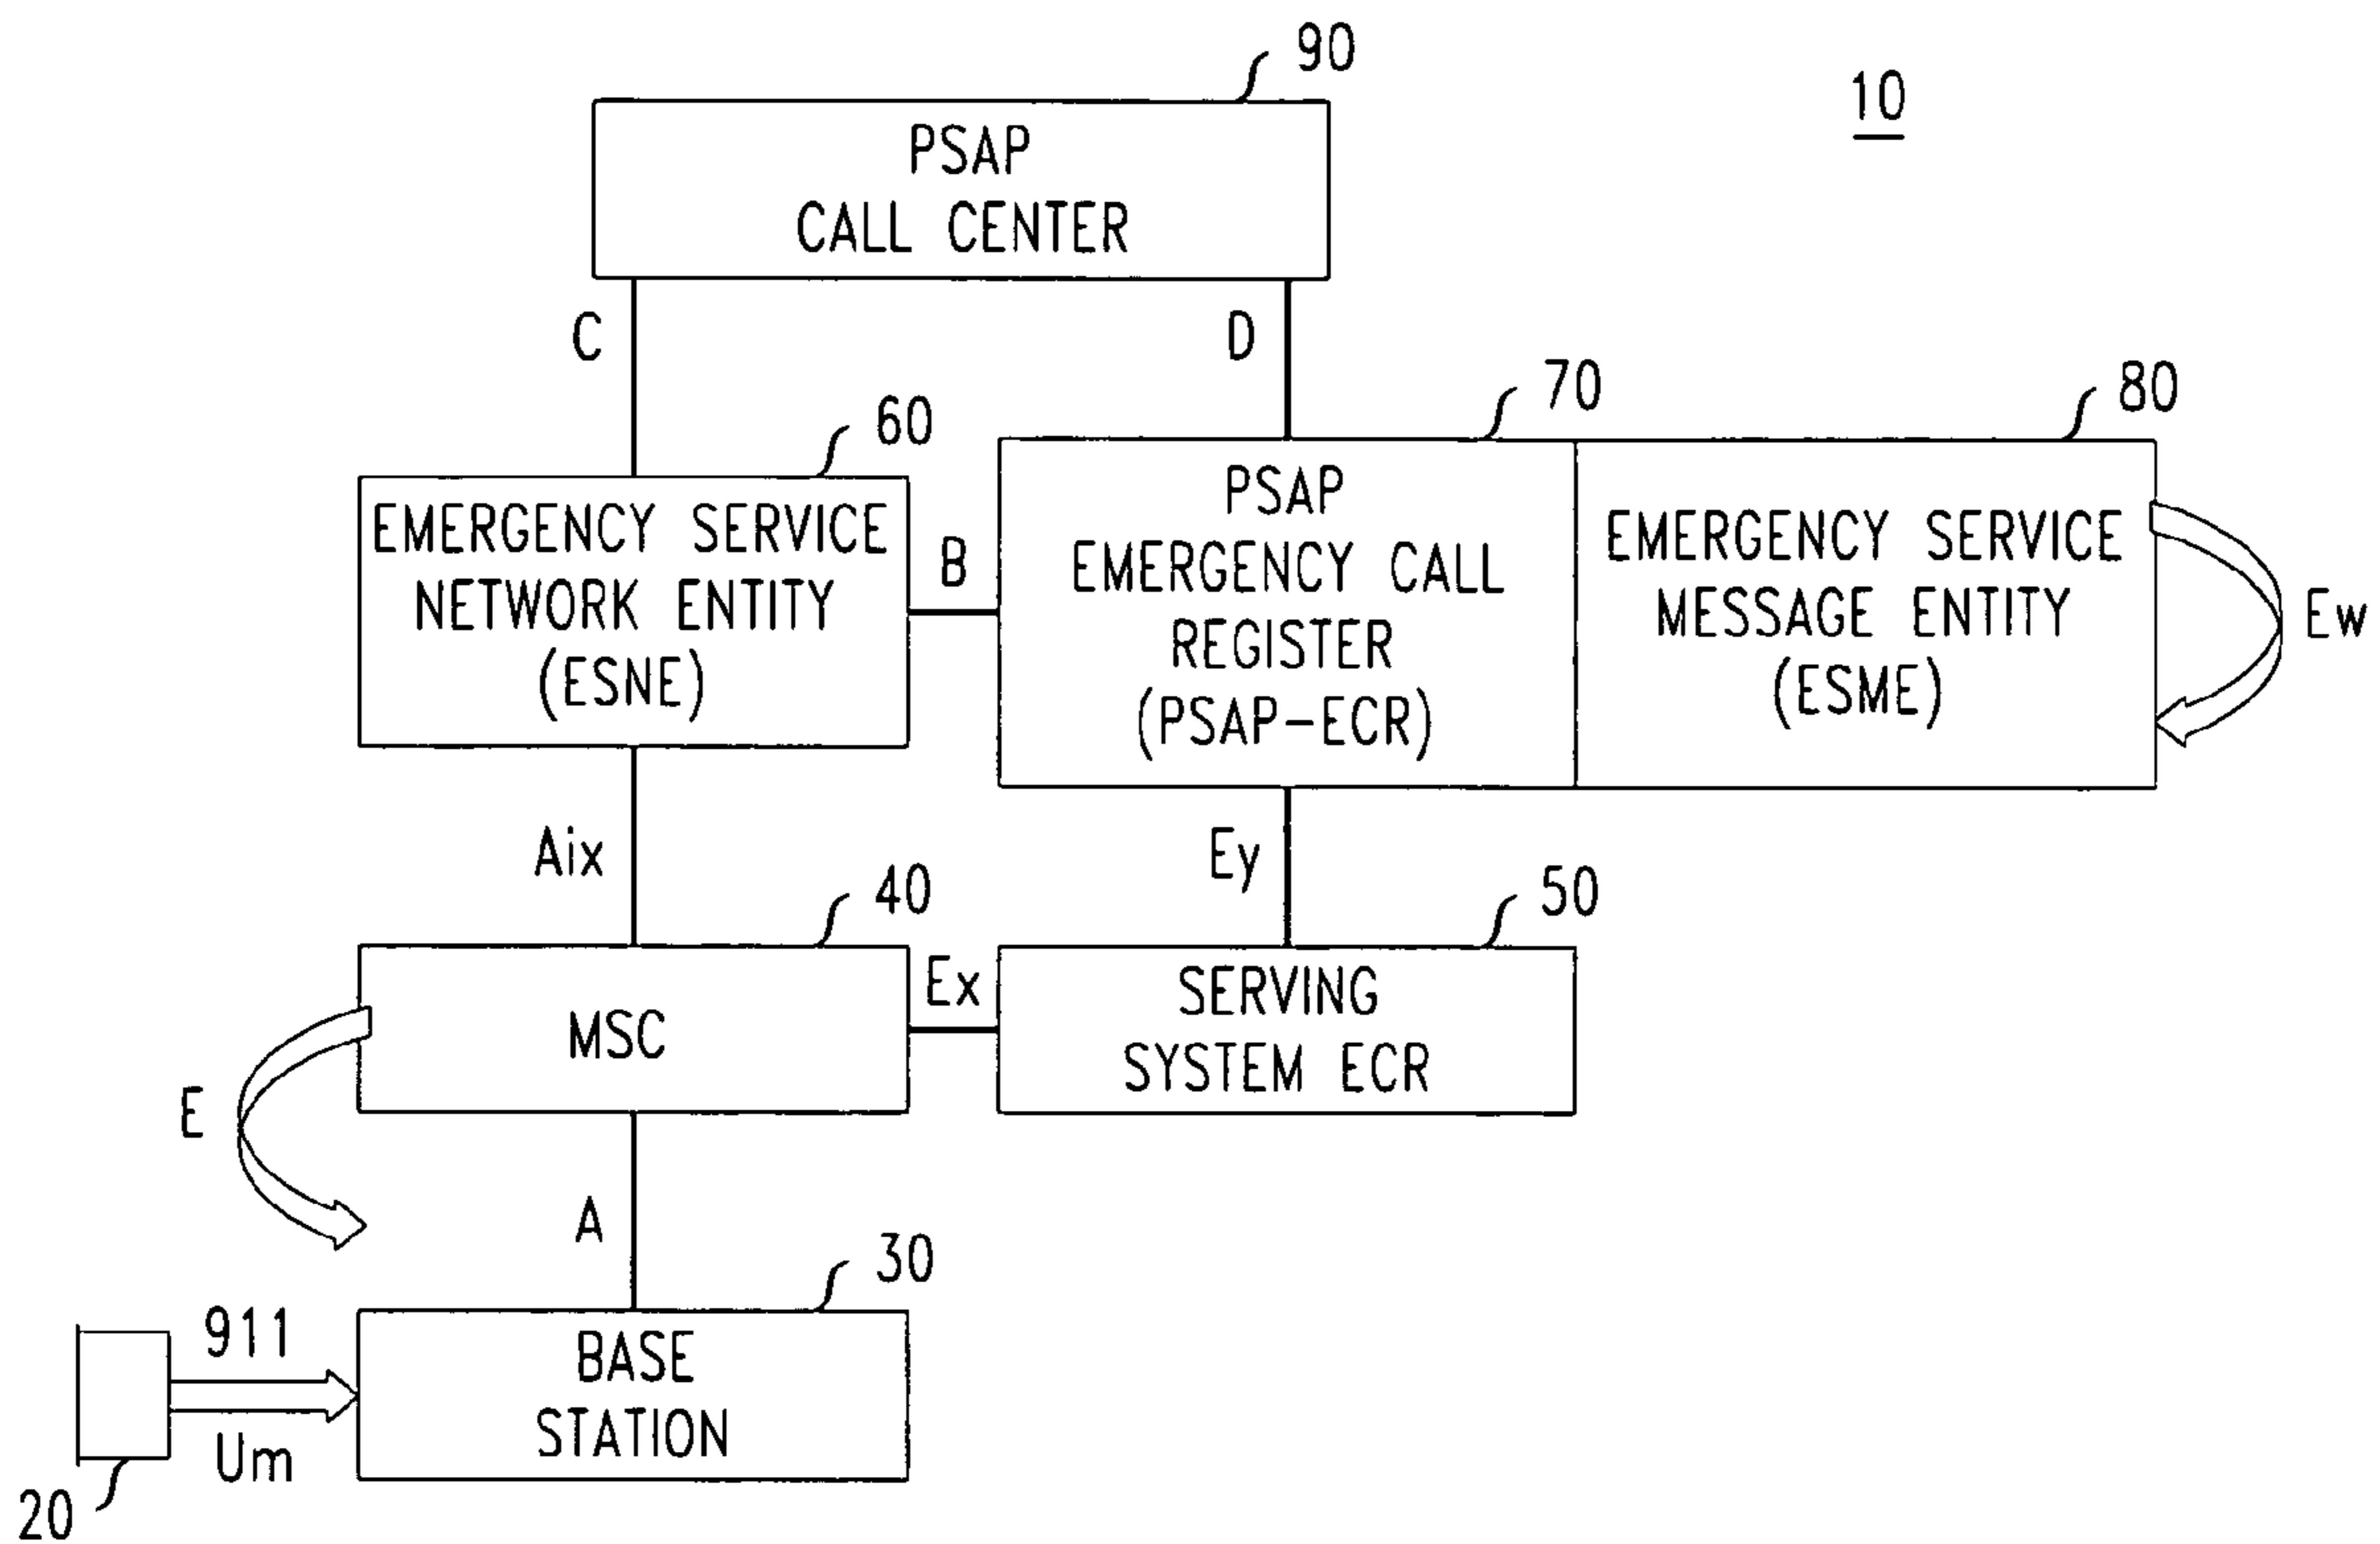 90
10
PSAP
CALL CENTER
C
D
70
80
60
PSAP
EMERGENCY CALL
REGISTER
(PSAP-ECR)
EMERGENCY SERVICE
NETWORK ENTITY
(ESNE)
B
EMERGENCY SERVICE
MESSAGE ENTITY
(ESME)
Ew
Aix
Ey
40
50
MSC
Ex
SERVING
SYSTEM ECR
E
A
30
911
Um
BASE
STATION
20